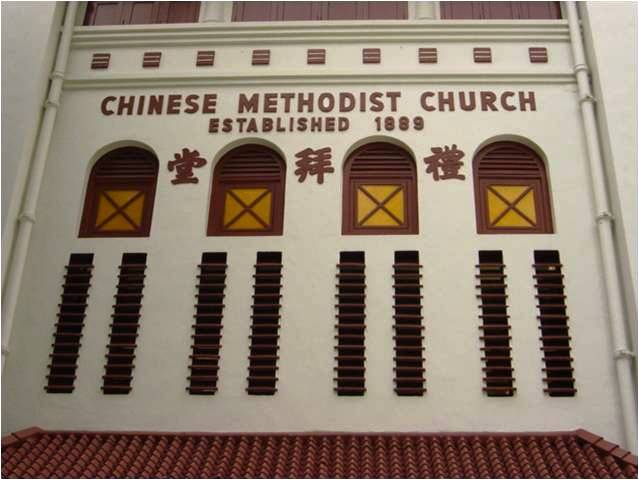 CHINESE METHODIST CHURCH
ESTABLISHED 1889
禮拜堂